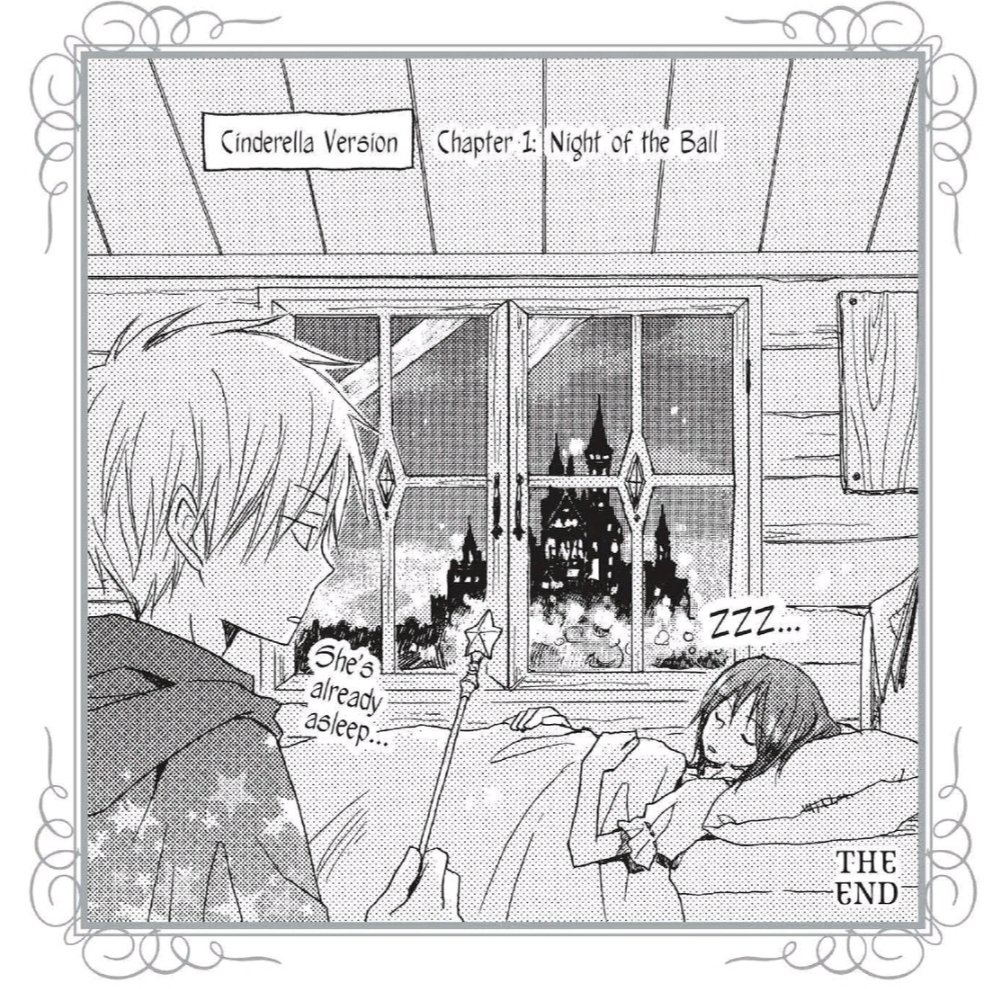 Cinderella Version
Chapter 1: Night of the Ball
She's
already
asleep...
ZZZ...
THE
END